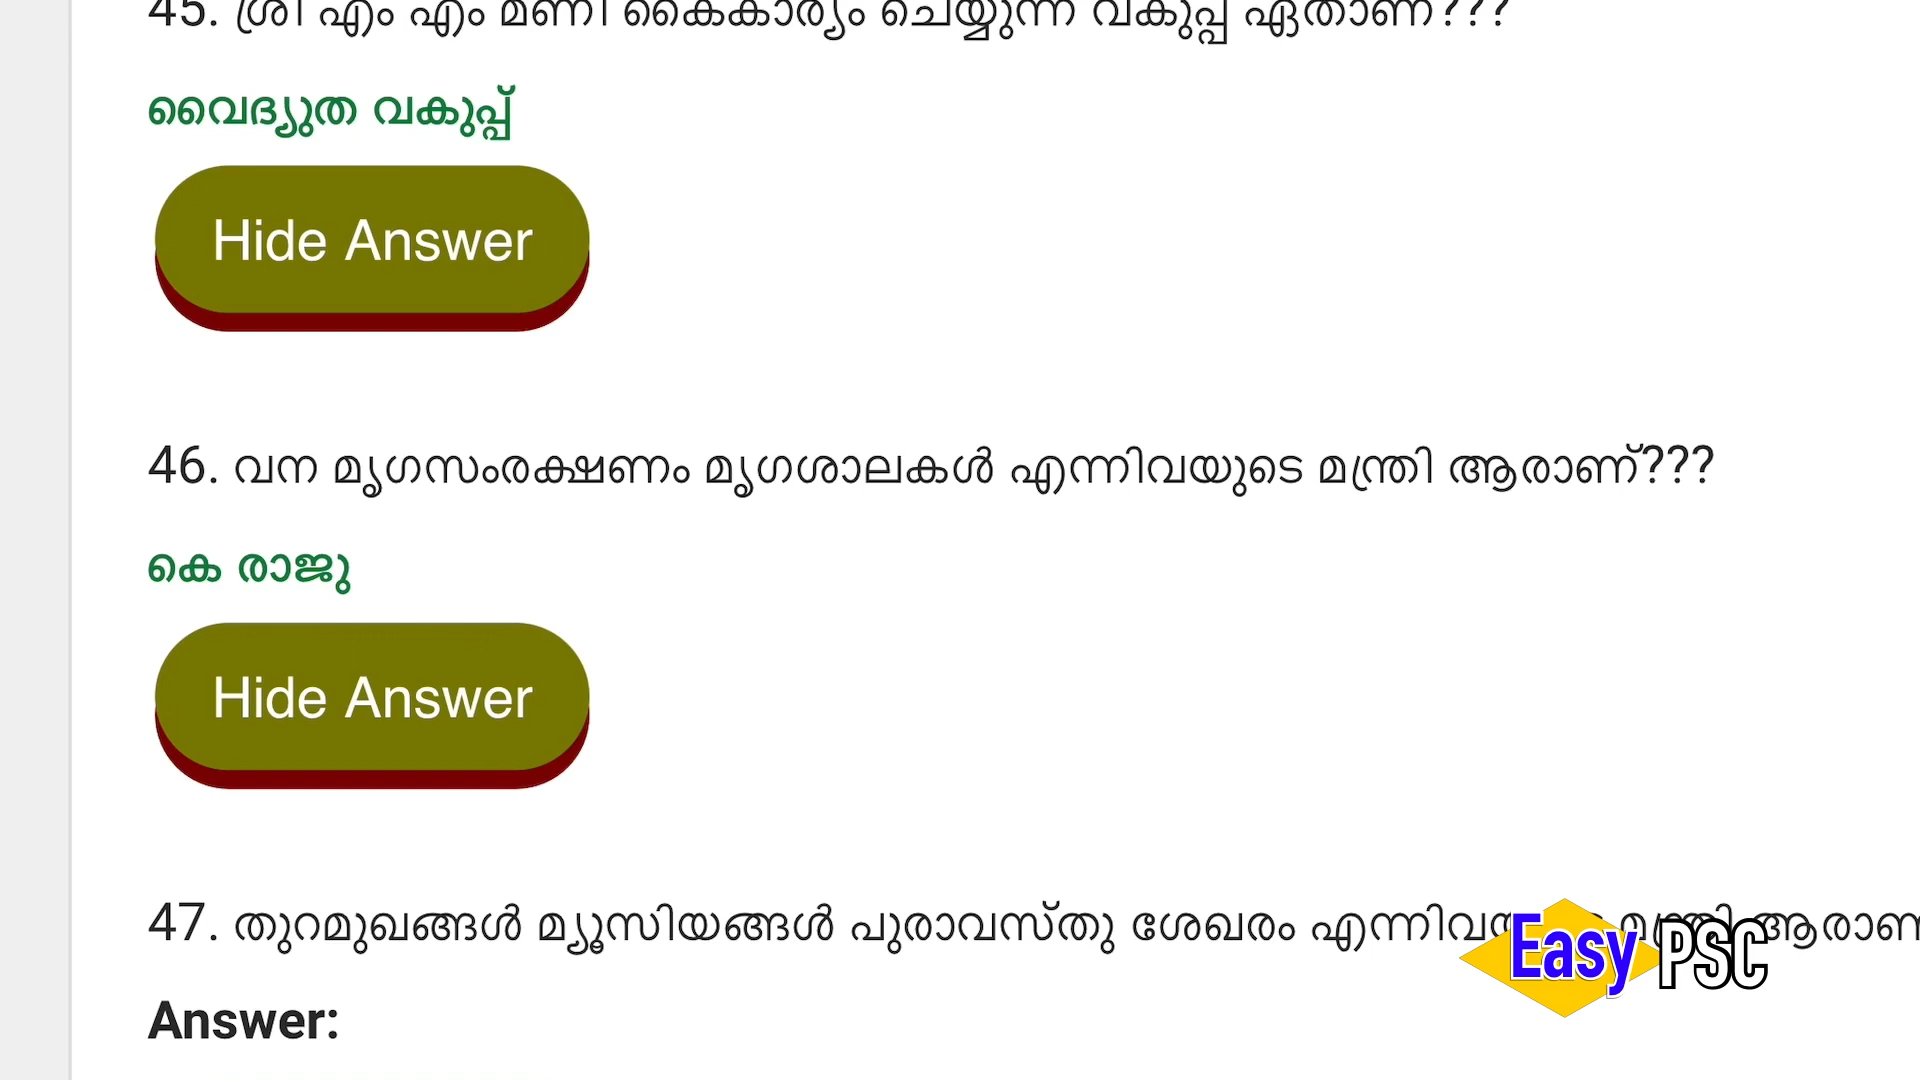 45. ശ്രീ എം എം മണി കൈകാര്യം ചെയ്യുന്ന വകുപ്പ് ഏതാണ്???
വൈദ്യുത വകുപ്പ്
Hide Answer
46. വന മൃഗസംരക്ഷണം മൃഗശാലകൾ എന്നിവയുടെ മന്ത്രി ആരാണ്???
കെ രാജു
Hide Answer
47. തുറമുഖങ്ങൾ മ്യൂസിയങ്ങൾ പുരാവസ്തു ശേഖരം മന്ത്രി
Easy PSC
Answer: